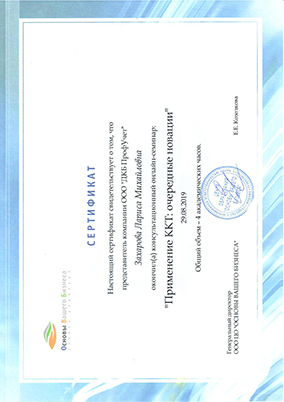 Основы Вашего Бизнеса
СЕРТИФИКАТ
Настоящий сертификат свидетельствует о том, что
представитель компании ООО "ДКБ ПрофУчет"
Захарова Лариса Михайловна
окончил(а) консультационный онлайн-семинар:
"Применение ККТ: очередные новации"
29.08.2019
Общий объем – 4 академических часов.
Генеральный директор
ООО ЦО "ОСНОВЫ ВАШЕГО БИЗНЕСА"